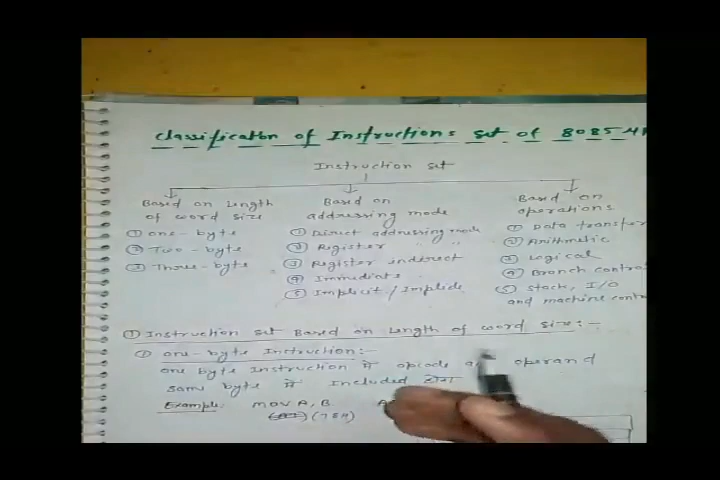 Classification of Instructions Set of 8085
Instruction set
Based on Length
of word size
① One-byte
② Two-byte
③ Three-byte
Based on
addressing mode
① Direct addressing mode
② Register " "
③ Register indirect
④ Immediate
⑤ Implicit / Implide
Based on
operations
① Data transfer
② Arithmetic
③ Logical
④ Branch
⑤ Stack, I/O
and machine
① Instruction set Based on Length of word size:-
① One-byte Instruction:-
One byte Instruction में opcode operand
same byte में Included होगा
Example: MOV A, B
(78H)